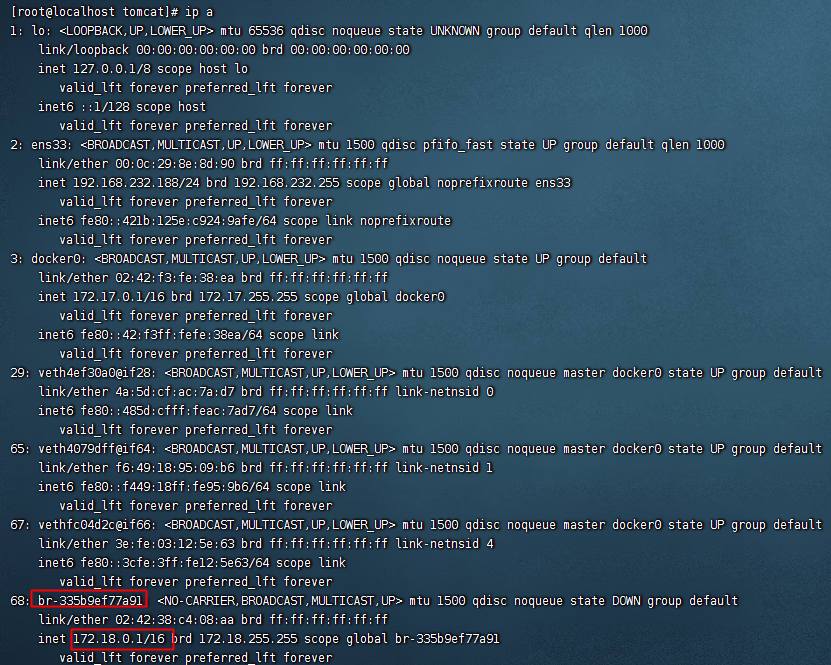 [root@localhost tomcat]# ip a
1: lo: <LOOPBACK,UP,LOWER_UP> mtu 65536 qdisc noqueue state UNKNOWN group default qlen 1000
link/loopback 00:00:00:00:00:00 brd 00:00:00:00:00:00
inet 127.0.0.1/8 scope host lo
valid_lft forever preferred_lft forever
inet6 ::1/128 scope host
valid_lft forever preferred_lft forever
2: ens33: <BROADCAST,MULTICAST,UP,LOWER_UP> mtu 1500 qdisc pfifo_fast state UP group default qlen 1000
link/ether 00:0c:29:8e:8d:90 brd ff:ff:ff:ff:ff:ff
inet 192.168.232.188/24 brd 192.168.232.255 scope global noprefixroute ens33
valid_lft forever preferred_lft forever
inet6 fe80::421b:125e:c924:9afe/64 scope link noprefixroute
valid_lft forever preferred_lft forever
3: docker0: <BROADCAST,MULTICAST,UP,LOWER_UP> mtu 1500 qdisc noqueue state UP group default
link/ether 02:42:f3:fe:38:ea brd ff:ff:ff:ff:ff:ff
inet 172.17.0.1/16 brd 172.17.255.255 scope global docker0
valid_lft forever preferred_lft forever
inet6 fe80::42:f3ff:fefe:38ea/64 scope link
valid_lft forever preferred_lft forever
29: veth4ef30a0@if28: <BROADCAST,MULTICAST,UP,LOWER_UP> mtu 1500 qdisc noqueue master docker0 state UP group default
link/ether 4a:5d:cf:ac:7a:d7 brd ff:ff:ff:ff:ff:ff link-netnsid 0
inet6 fe80::485d:cfff:feac:7ad7/64 scope link
valid_lft forever preferred_lft forever
65: veth4079dff@if64: <BROADCAST,MULTICAST,UP,LOWER_UP> mtu 1500 qdisc noqueue master docker0 state UP group default
link/ether f6:49:18:95:09:b6 brd ff:ff:ff:ff:ff:ff link-netnsid 1
inet6 fe80::f449:18ff:fe95:9b6/64 scope link
valid_lft forever preferred_lft forever
67: vethfc04d2c@if66: <BROADCAST,MULTICAST,UP,LOWER_UP> mtu 1500 qdisc noqueue master docker0 state UP group default
link/ether 3e:fe:03:12:5e:63 brd ff:ff:ff:ff:ff:ff link-netnsid 4
inet6 fe80::3cfe:3ff:fe12:5e63/64 scope link
valid_lft forever preferred_lft forever
68: br-335b9ef77a91 <NO-CARRIER,BROADCAST,MULTICAST,UP> mtu 1500 qdisc noqueue state DOWN group default
link/ether 02:42:38:c4:08:aa brd ff:ff:ff:ff:ff:ff
inet 172.18.0.1/16 brd 172.18.255.255 scope global br-335b9ef77a91
valid_lft forever preferred_lft forever